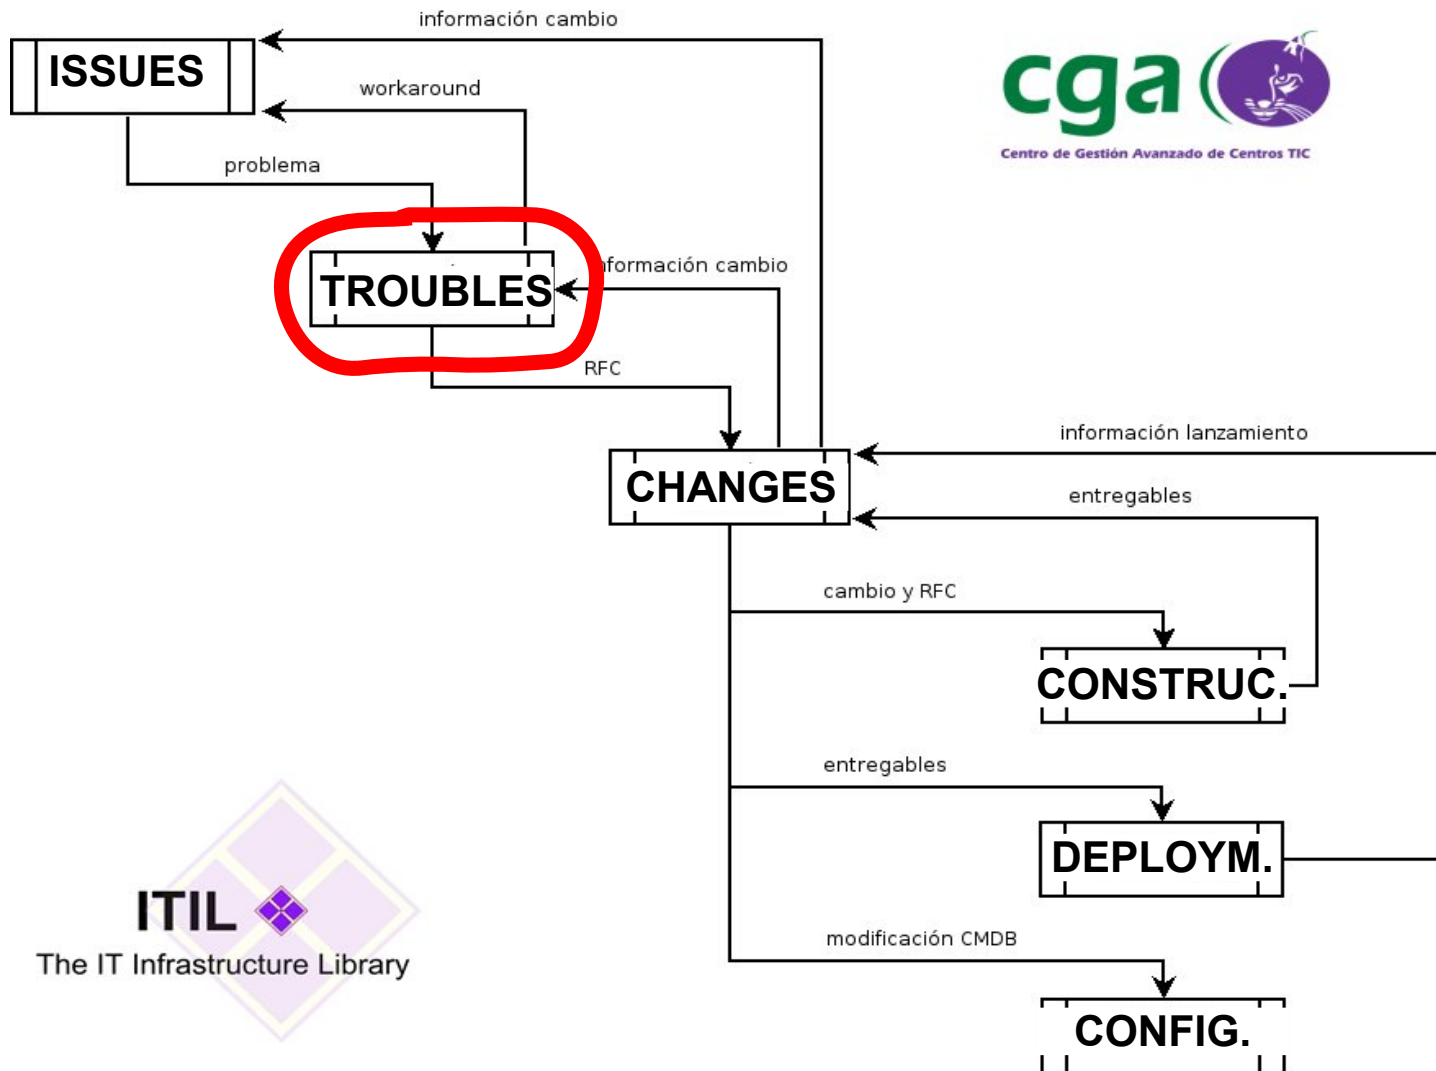 información cambio
ISSUES
workaround
cga
Centro de Gestión Avanzado de Centros TIC
problema
información cambio
TROUBLES
RFC
información lanzamiento
CHANGES
entregables
cambio y RFC
CONSTRUC.
entregables
DEPLOYM.
ITIL
The IT Infrastructure Library
modificación CMDB
CONFIG.